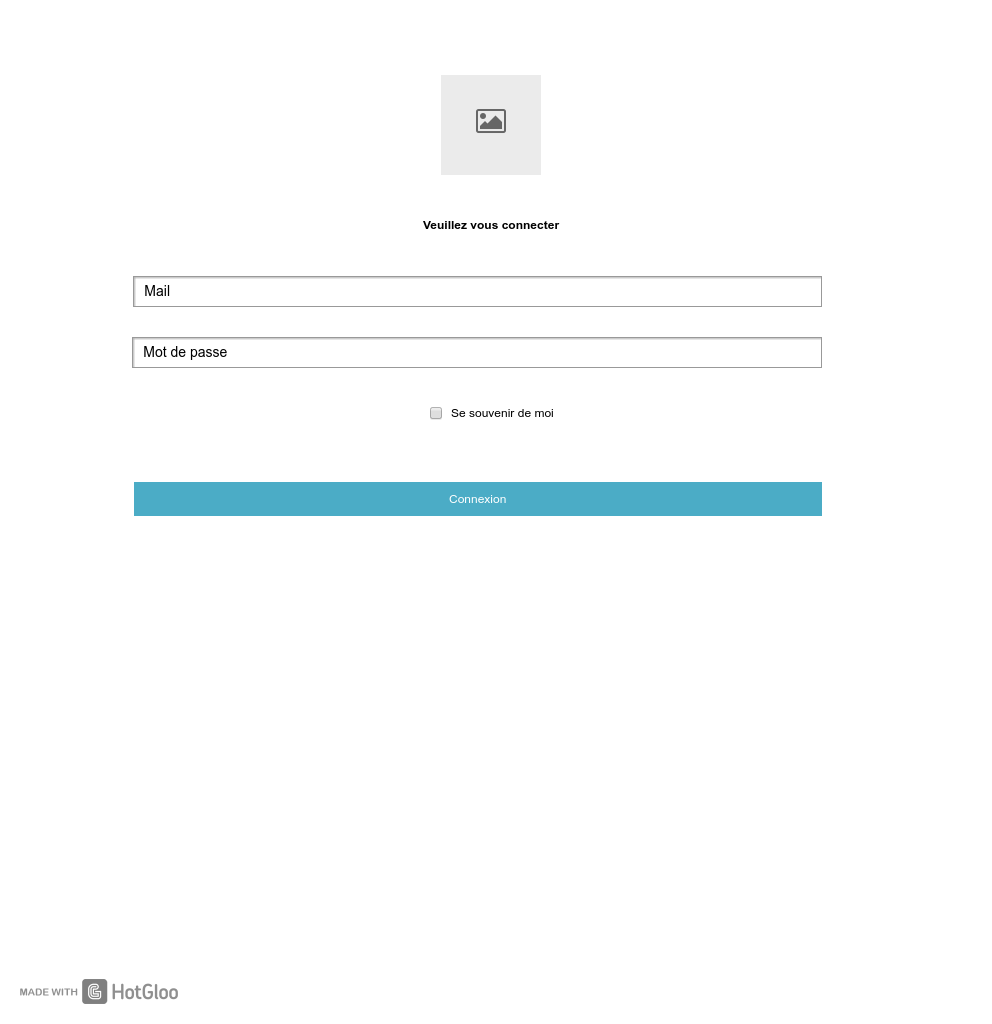 Veuillez vous connecter
Mail
Mot de passe
Se souvenir de moi
Connexion
MADE WITH HotGloo